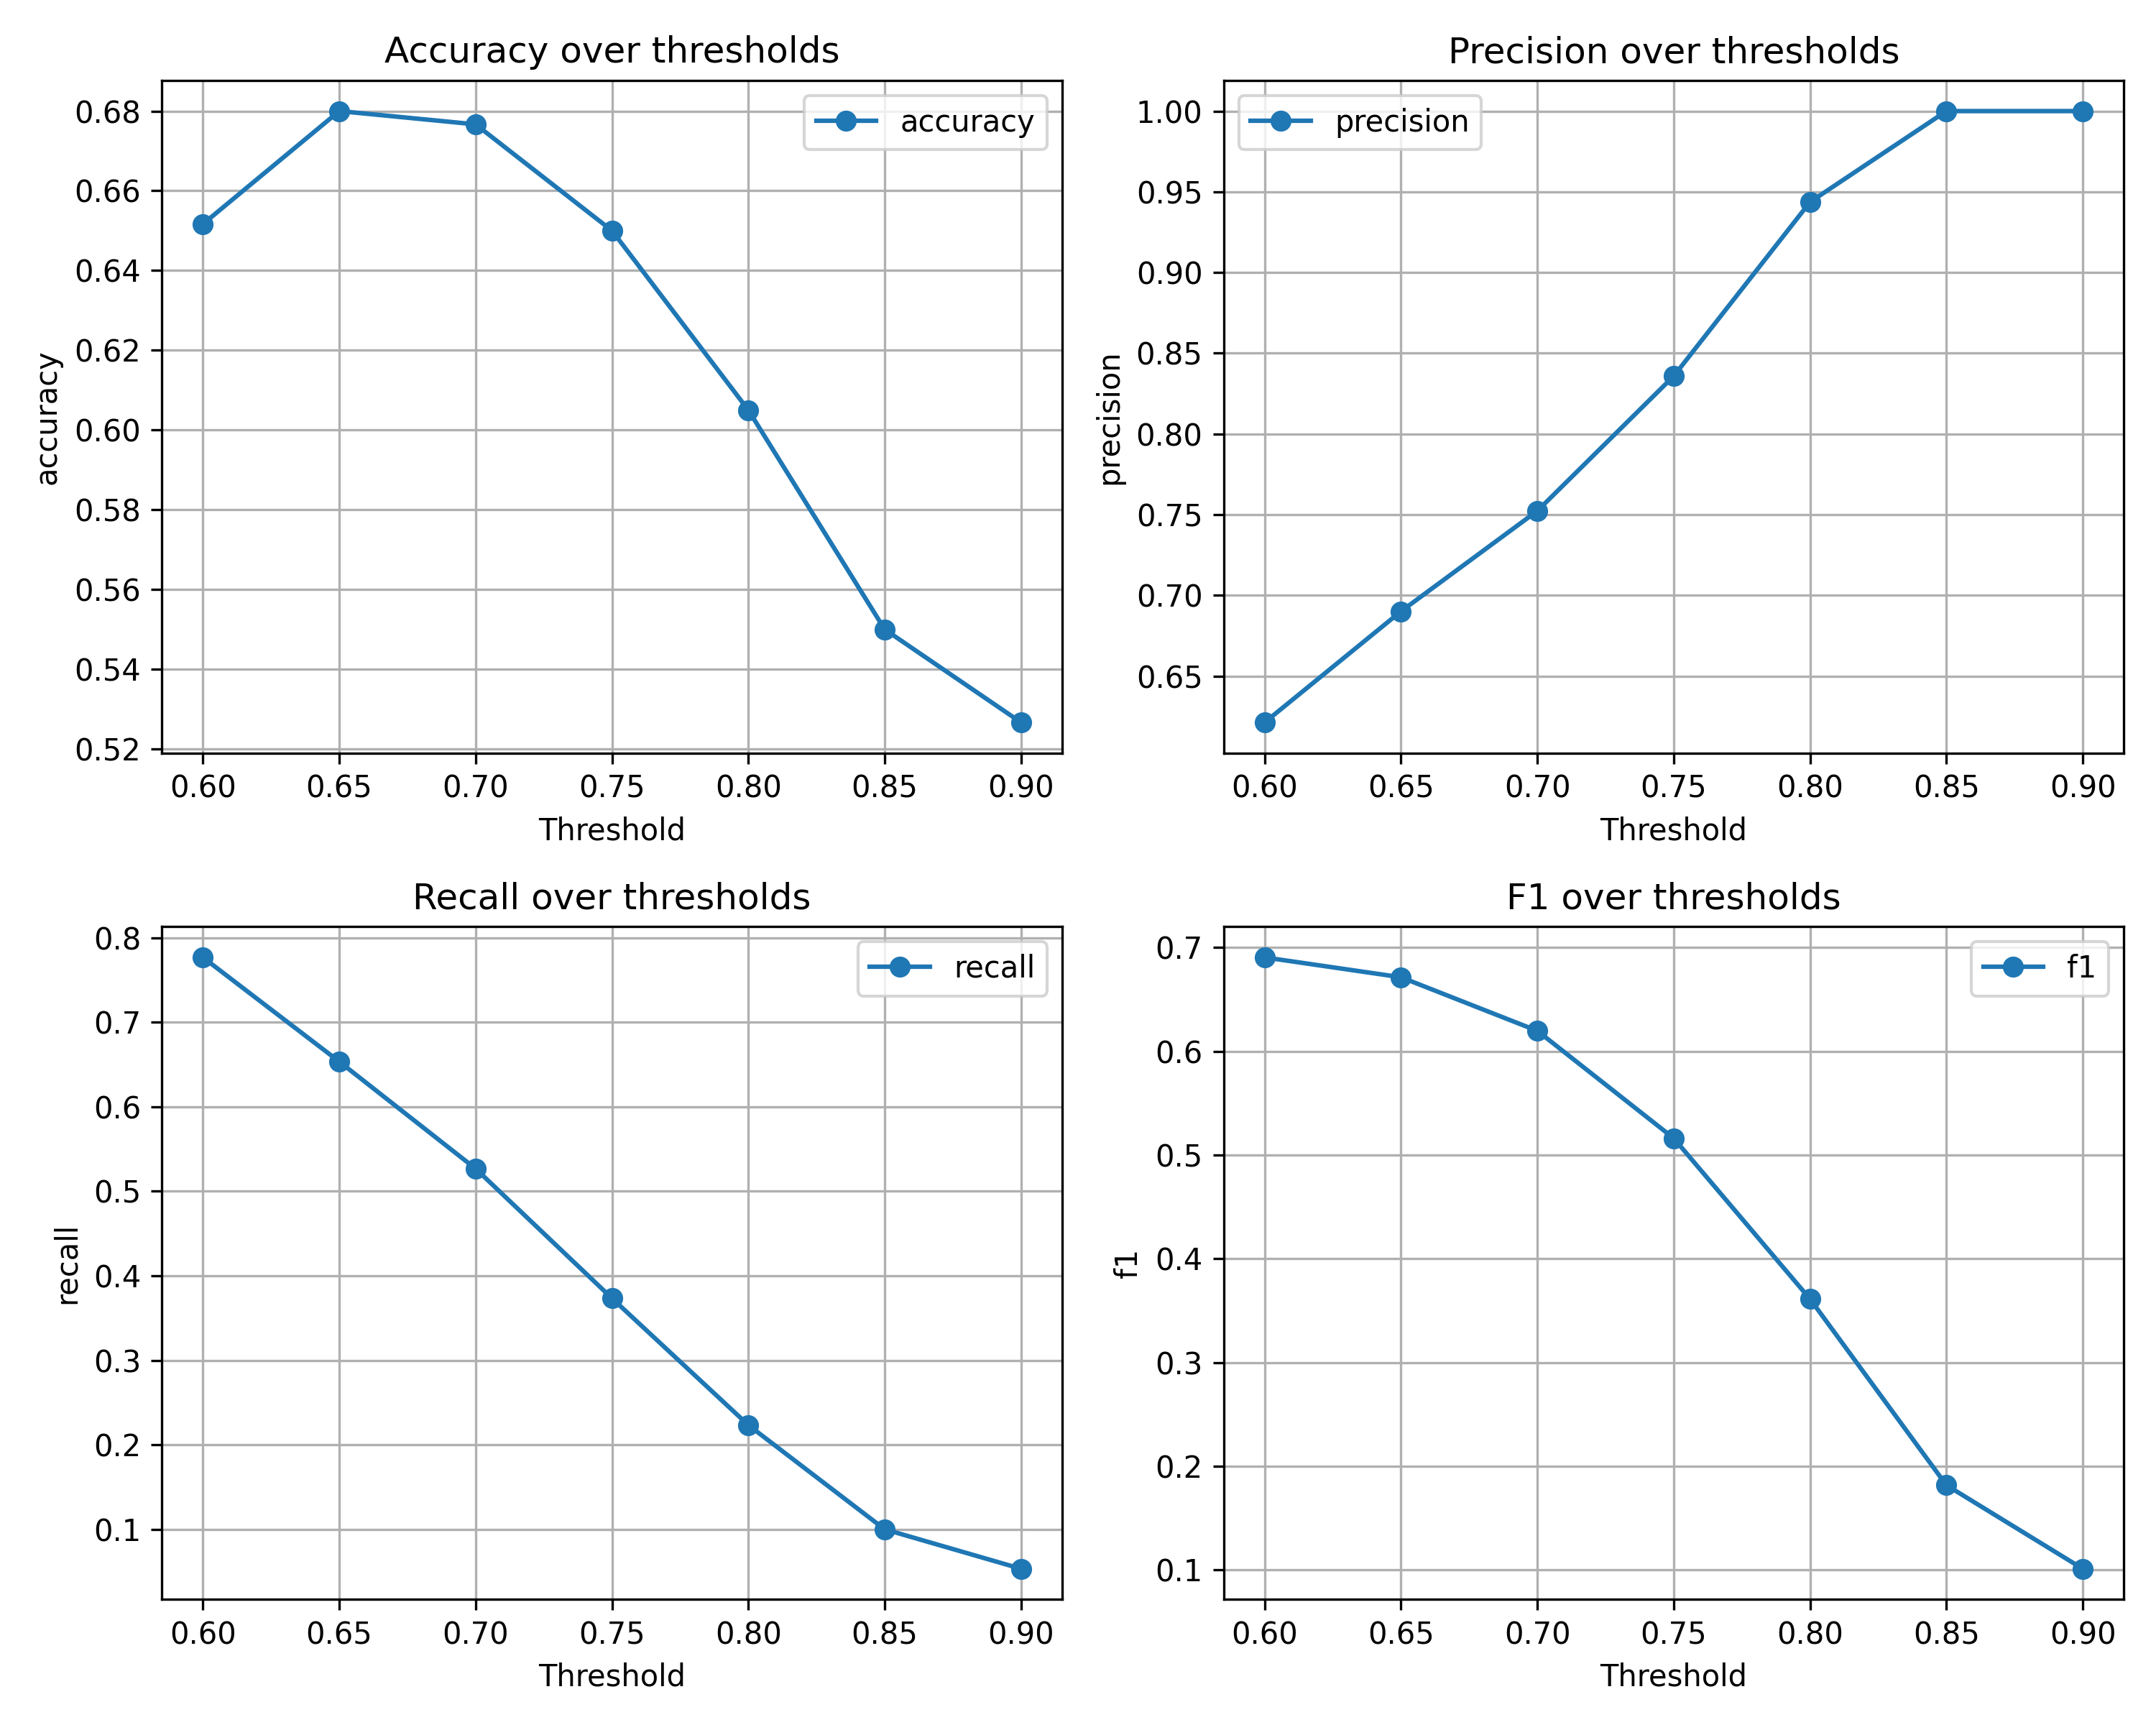 Accuracy over thresholds
accuracy
0.68
0.66
0.64
0.62
0.60
0.58
0.56
0.54
0.52
accuracy
0.60 0.65 0.70 0.75 0.80 0.85 0.90
Threshold
Precision over thresholds
precision
1.00
0.95
0.90
0.85
0.80
0.75
0.70
0.65
precision
0.60 0.65 0.70 0.75 0.80 0.85 0.90
Threshold
Recall over thresholds
recall
0.8
0.7
0.6
0.5
0.4
0.3
0.2
0.1
recall
0.60 0.65 0.70 0.75 0.80 0.85 0.90
Threshold
F1 over thresholds
f1
0.7
0.6
0.5
0.4
0.3
0.2
0.1
f1
0.60 0.65 0.70 0.75 0.80 0.85 0.90
Threshold